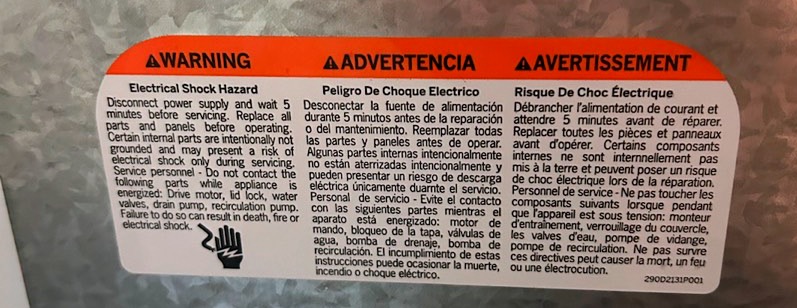 ⚠WARNING
Electrical Shock Hazard
Disconnect power supply and wait 5
minutes before servicing. Replace all
parts and panels before operating.
Certain internal parts are intentionally not
grounded and may present a risk of
electrical shock only during servicing.
Service personnel - Do not contact the
following parts while appliance is
energized: Drive motor, lid lock, water
valves, drain pump, recirculation pump.
Failure to do so can result in death, fire or
electrical shock.
⚠ADVERTENCIA
Peligro De Choque Electrico
Desconectar la fuente de alimentación
durante 5 minutos antes de la reparación
o del mantenimiento. Reemplazar todas
las partes y paneles antes de operar.
Algunas partes internas intencionalmente
no están aterrizadas intencionalmente y
pueden presentar un riesgo de descarga
eléctrica únicamente duarnte el servicio.
Personal de servicio - Evite el contacto
con las siguientes partes mientras el
aparato está energizado: motor de
mando, bloqueo de la tapa, válvulas de
agua, bomba de drenaje, bomba de
recirculación. El incumplimiento de estas
instrucciones puede ocasionar la muerte,
incendio o choque eléctrico.
⚠AVERTISSEMENT
Risque De Choc Électrique
Débrancher l'alimentation de courant et
attendre 5 minutes avant de réparer.
Replacer toutes les pièces et panneaux
avant d'opérer. Certains composants
internes ne sont internnellement pas
mis à la terre et peuvent poser un risque
de choc électrique lors de la réparation.
Personnel de service - Ne pas toucher les
composants suivants lorsque pendant
que l'appareil est sous tension: monteur
d'entraînement, verrouillage du couvercle,
les valves d'eau, pompe de vidange,
pompe de recirculation. Ne pas survre
ces directives peut causer la mort, un feu
ou une électrocution.
290D2131P001